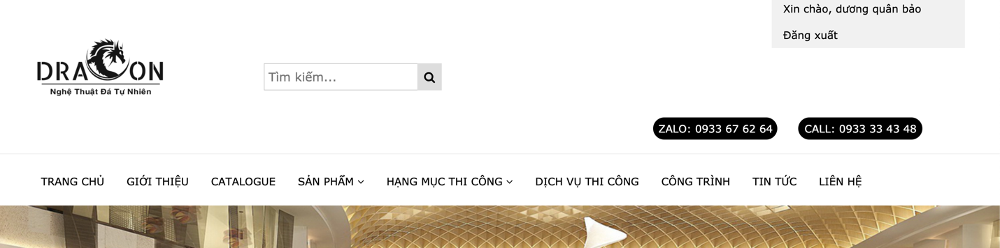 Xin chào, dương quân bảo
Đăng xuất
DRAGON
Nghệ Thuật Đá Tự Nhiên
Tìm kiếm...
ZALO: 0933 67 62 64
CALL: 0933 33 43 48
TRANG CHỦ GIỚI THIỆU CATALOGUE SẢN PHẨM HẠNG MỤC THI CÔNG DỊCH VỤ THI CÔNG CÔNG TRÌNH TIN TỨC LIÊN HỆ